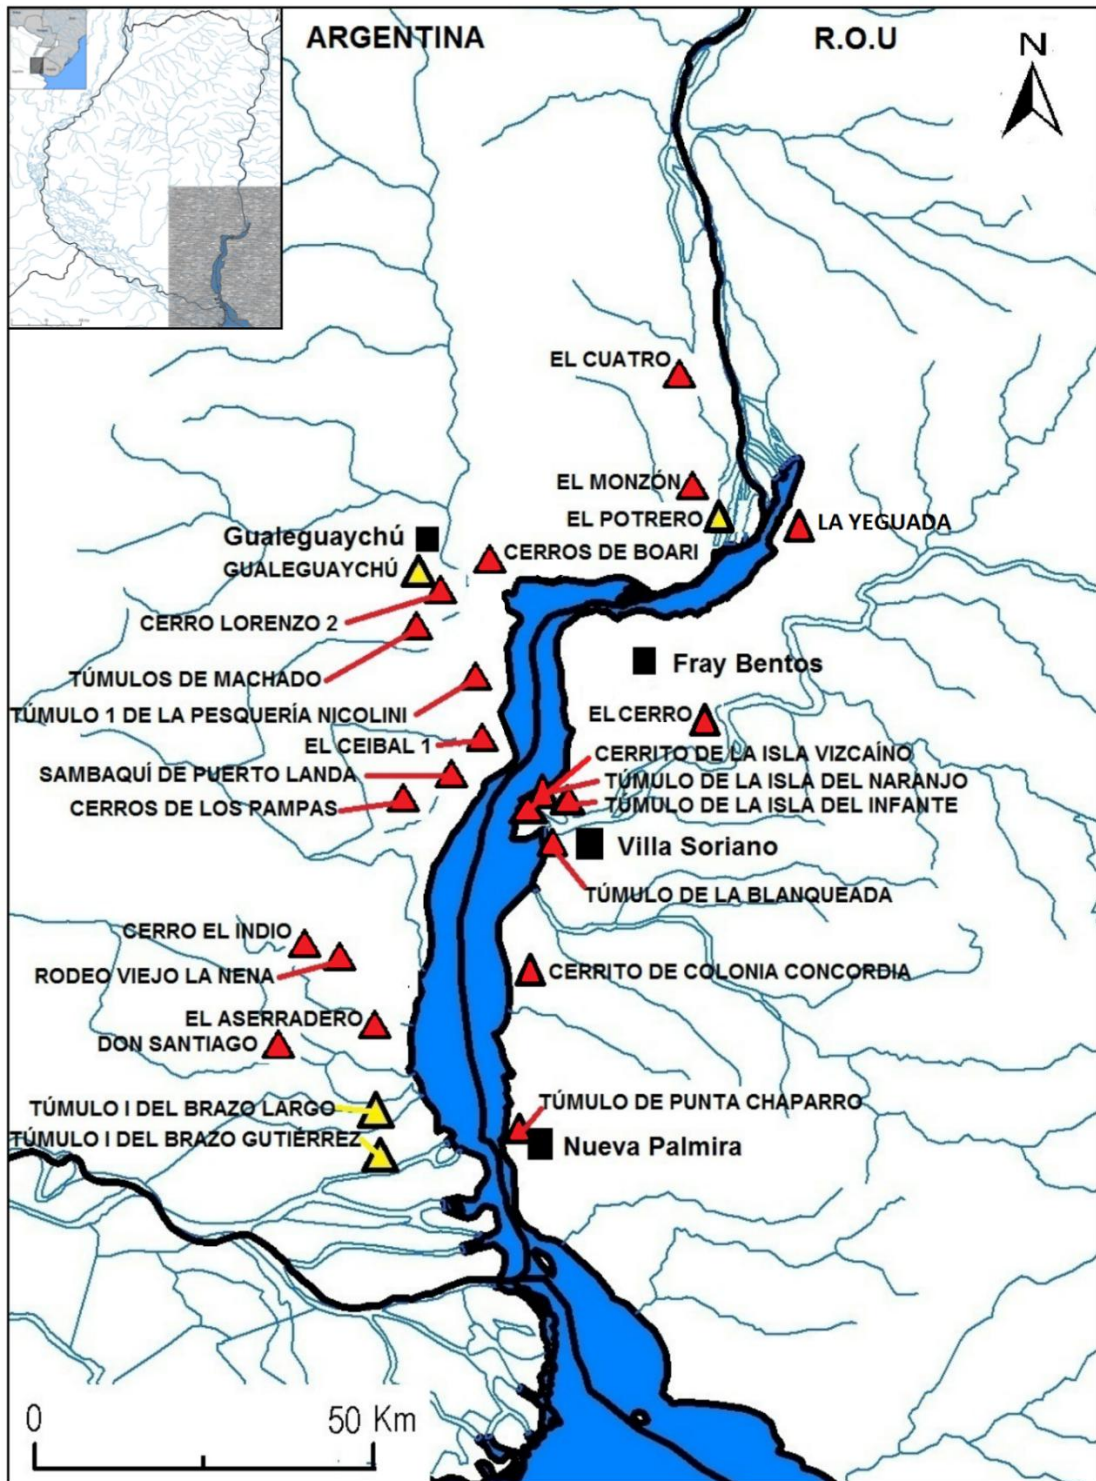 ARGENTINA
R.O.U
N
EL CUATRO
EL MONZÓN
EL POTRERO
LA YEGUADA
Gualeguaychú
CERROS DE BOARI
GUALEGUAYCHÚ
CERRO LORENZO 2
TÚMULOS DE MACHADO
Fray Bentos
TÚMULO 1 DE LA PESQUERÍA NICOLINI
EL CERRO
EL CEIBAL 1
CERRITO DE LA ISLA VIZCAÍNO
SAMBAQUÍ DE PUERTO LANDA
TÚMULO DE LA ISLA DEL NARANJO
CERROS DE LOS PAMPAS
TÚMULO DE LA ISLA DEL INFANTE
Villa Soriano
TÚMULO DE LA BLANQUEADA
CERRO EL INDIO
RODEO VIEJO LA NENA
CERRITO DE COLONIA CONCORDIA
EL ASERRADERO
DON SANTIAGO
TÚMULO I DEL BRAZO LARGO
TÚMULO DE PUNTA CHAPARRO
TÚMULO I DEL BRAZO GUTIÉRREZ
Nueva Palmira
0 50 Km